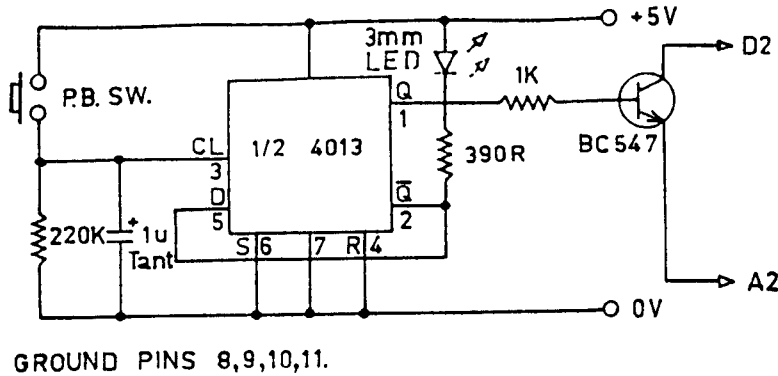 +5V
3mm
LED
D2
P.B. SW.
Q
1
1K
CL
3
1/2 4013
390R
BC547
D
5
Q̅
2
220K
+
1u
Tant
S 6
7
R 4
A2
0V
GROUND PINS 8,9,10,11.